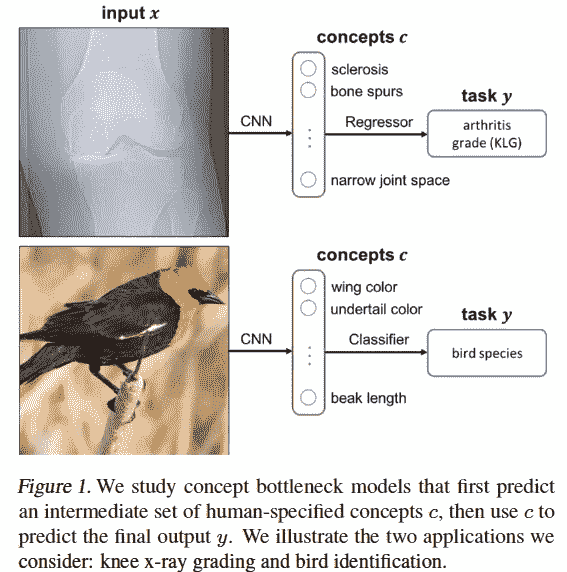 input x
concepts c
sclerosis
bone spurs
CNN
Regressor
task y
arthritis
grade (KLG)
narrow joint space
concepts c
wing color
undertail color
CNN
Classifier
task y
bird species
beak length
Figure 1. We study concept bottleneck models that first predict
an intermediate set of human-specified concepts c, then use c to
predict the final output y. We illustrate the two applications we
consider: knee x-ray grading and bird identification.